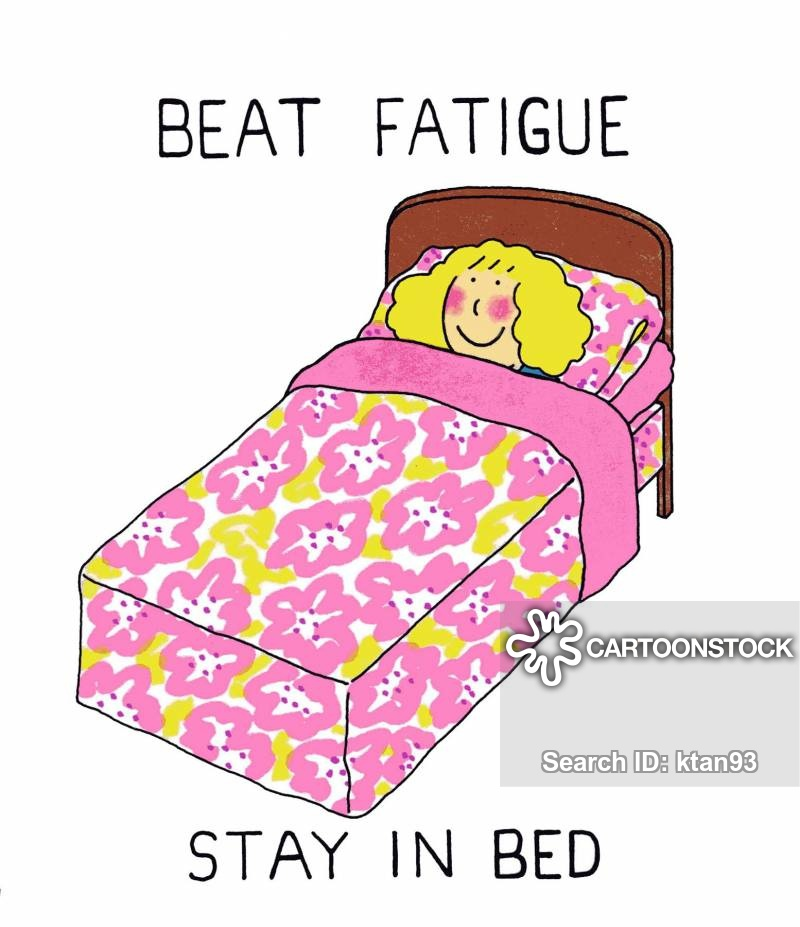 BEAT FATIGUE
CARTOONSTOCK
Search ID: ktan93
STAY IN BED